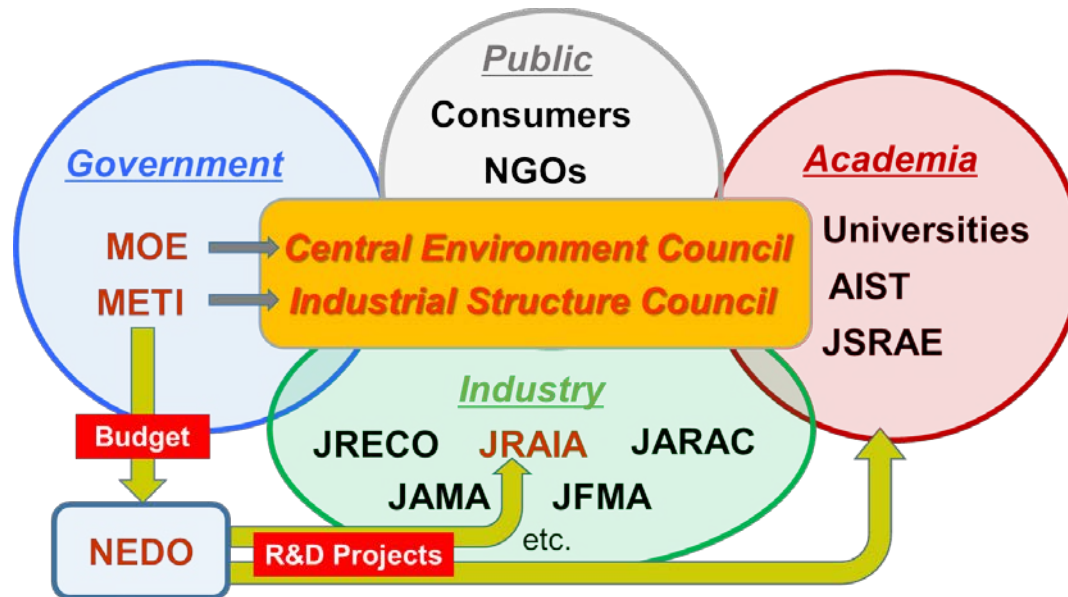 Public
Consumers
NGOs
Government
MOE
METI
Central Environment Council
Industrial Structure Council
Academia
Universities
AIST
JSRAE
Industry
JRECO JRAIA JARAC
JAMA JFMA
etc.
Budget
NEDO
R&D Projects